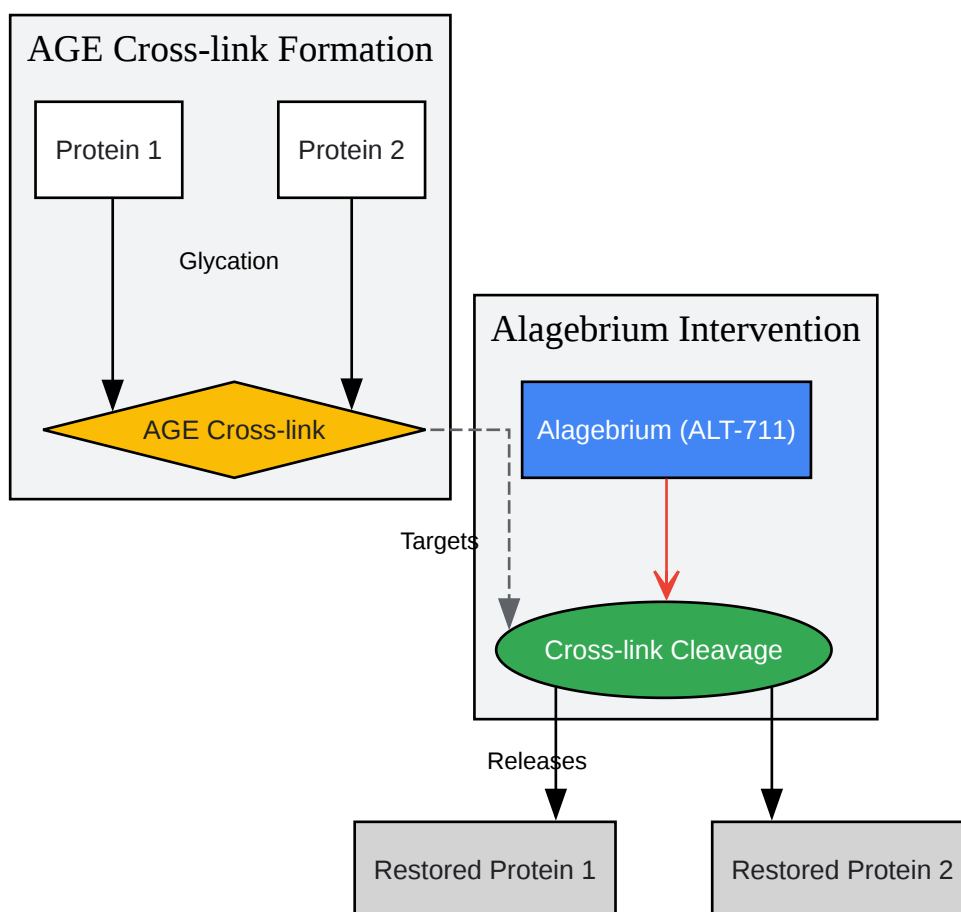 AGE Cross-link Formation
Protein 1
Protein 2
Glycation
AGE Cross-link
Alagebrium Intervention
Alagebrium (ALT-711)
Targets
Cross-link Cleavage
Releases
Restored Protein 1
Restored Protein 2